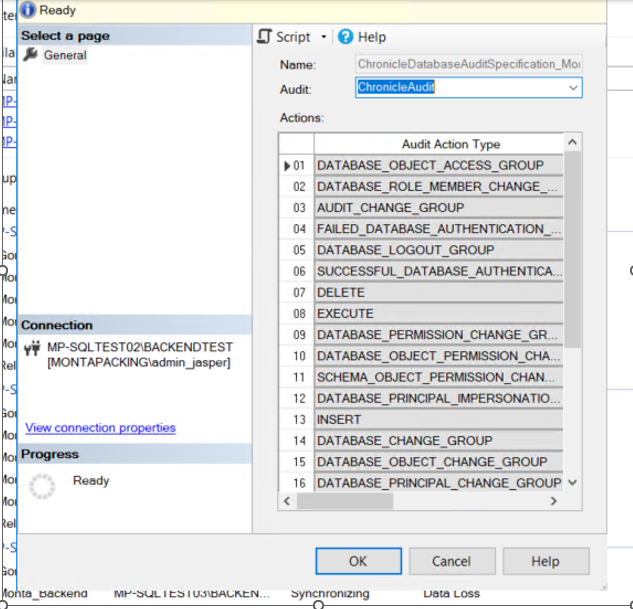 Ready
Select a page
General
Script
Help
Name:
ChronicleDatabaseAuditSpecification_Mo
Audit:
ChronicleAudit
Actions:
Audit Action Type
01 DATABASE_OBJECT_ACCESS_GROUP
02 DATABASE_ROLE_MEMBER_CHANGE_...
03 AUDIT_CHANGE_GROUP
04 FAILED_DATABASE_AUTHENTICATION_...
05 DATABASE_LOGOUT_GROUP
06 SUCCESSFUL_DATABASE_AUTHENTICA...
07 DELETE
08 EXECUTE
09 DATABASE_PERMISSION_CHANGE_GR...
10 DATABASE_OBJECT_PERMISSION_CHA...
11 SCHEMA_OBJECT_PERMISSION_CHAN...
12 DATABASE_PRINCIPAL_IMPERSONATIO...
13 INSERT
14 DATABASE_CHANGE_GROUP
15 DATABASE_OBJECT_CHANGE_GROUP
16 DATABASE_PRINCIPAL_CHANGE_GROUP
Connection
MP-SQLTEST02\BACKENDTEST
[MONTAPACKING\admin_jasper]
View connection properties
Progress
Ready
OK
Cancel
Help
Monta_Backend MP-SQLTEST03\BACKEN... Synchronizing Data Loss